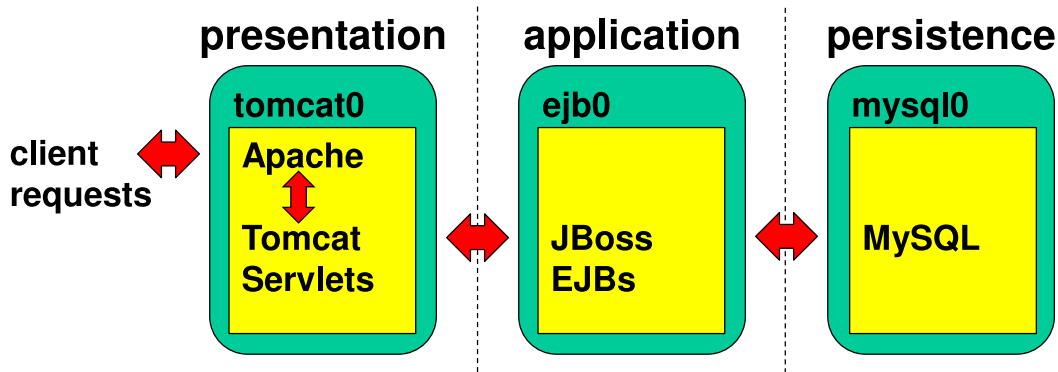 presentation
application
persistence
client
requests
tomcat0
Apache
Tomcat
Servlets
ejb0
JBoss
EJBs
mysql0
MySQL